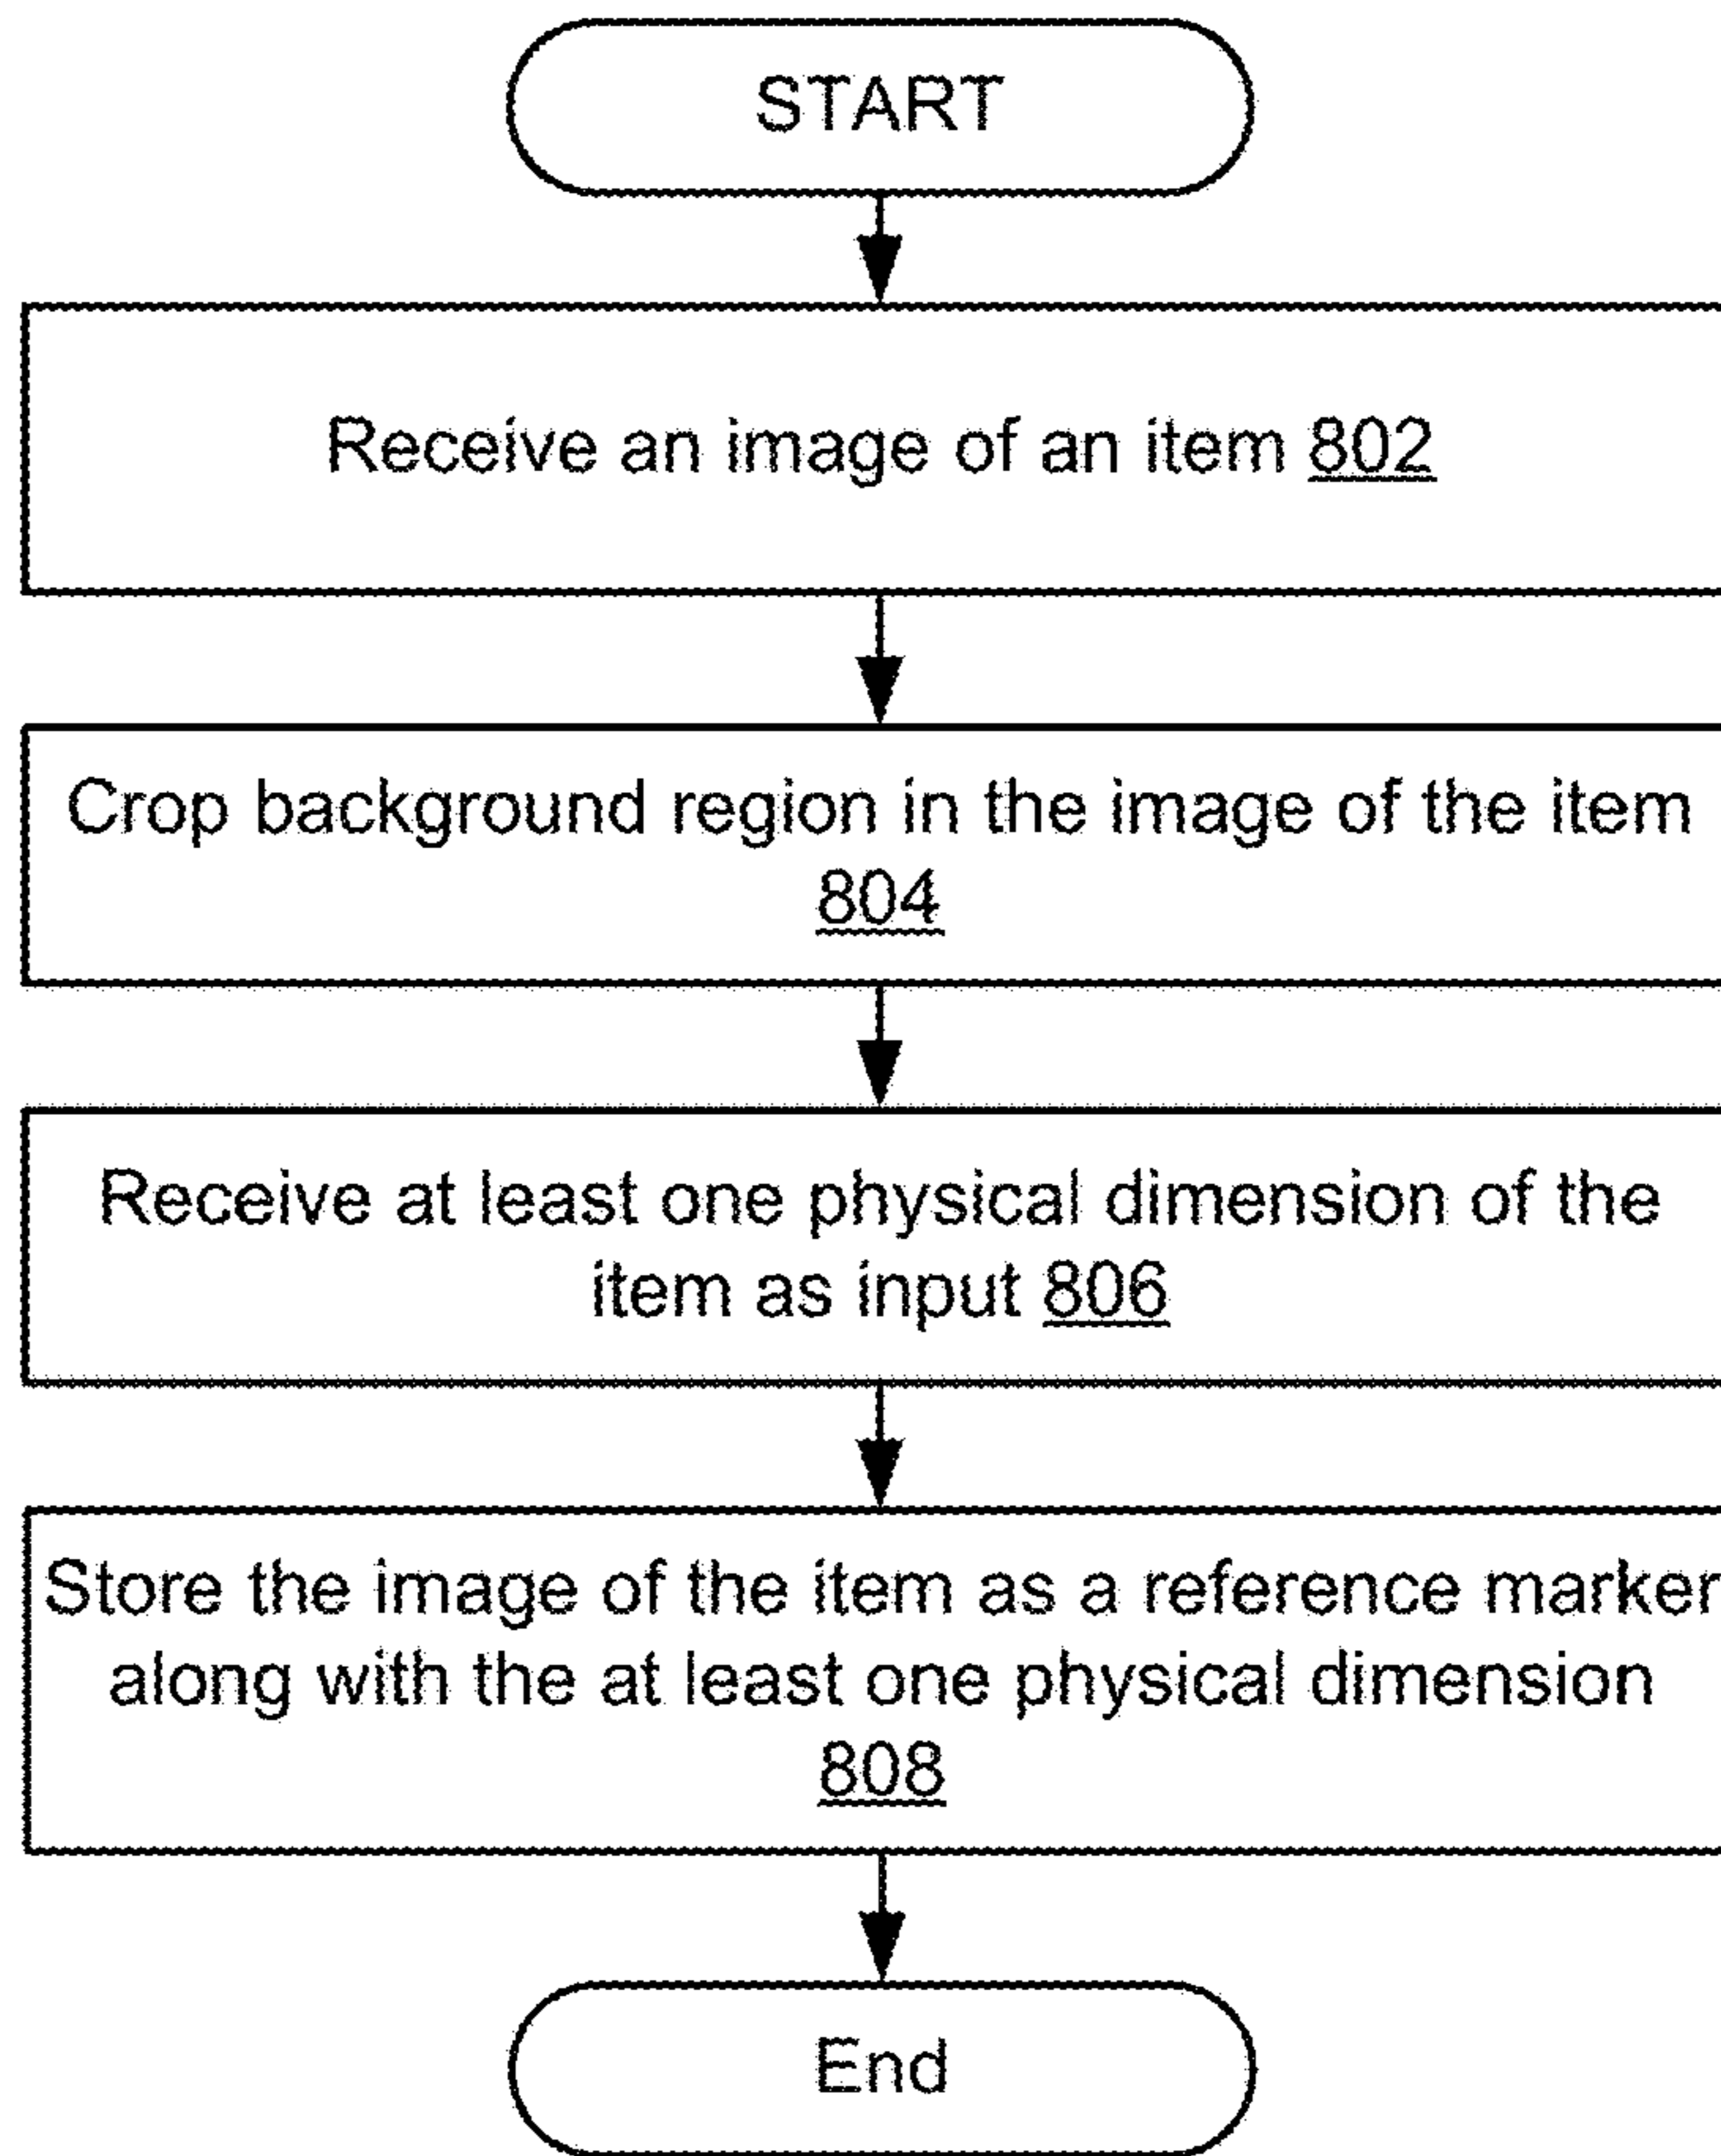 START
Receive an image of an item 802
Crop background region in the image of the item
804
Receive at least one physical dimension of the
item as input 806
Store the image of the item as a reference marker
along with the at least one physical dimension
808
End